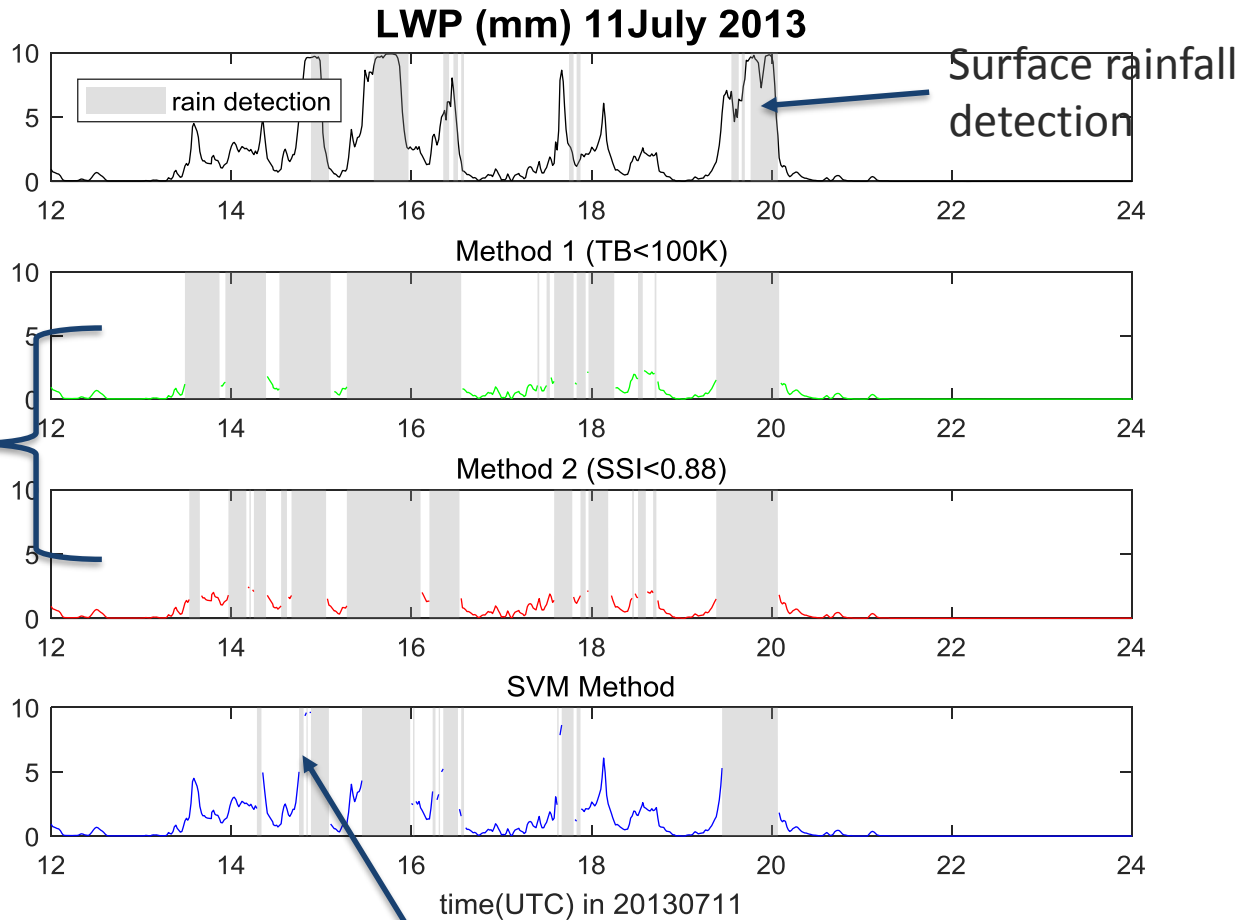 LWP (mm) 11July 2013
Surface rainfall
detection
rain detection
10
5
0
12 14 16 18 20 22 24
Method 1 (TB<100K)
10
5
0
12 14 16 18 20 22 24
Method 2 (SSI<0.88)
10
5
0
12 14 16 18 20 22 24
SVM Method
10
5
0
12 14 16 18 20 22 24
time(UTC) in 20130711